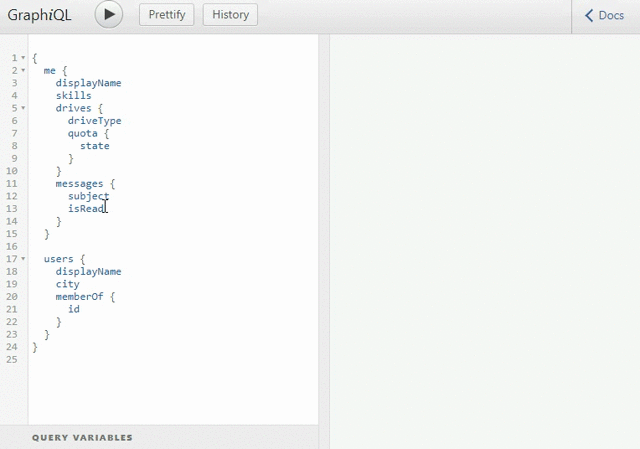 GraphiQL
Prettify
History
Docs
1 {
2 me {
3 displayName
4 skills
5 drives {
6 driveType
7 quota {
8 state
9 }
10 }
11 messages {
12 subject
13 isRead
14 }
15 }
16
17 users {
18 displayName
19 city
20 memberOf {
21 id
22 }
23 }
24 }
25
QUERY VARIABLES